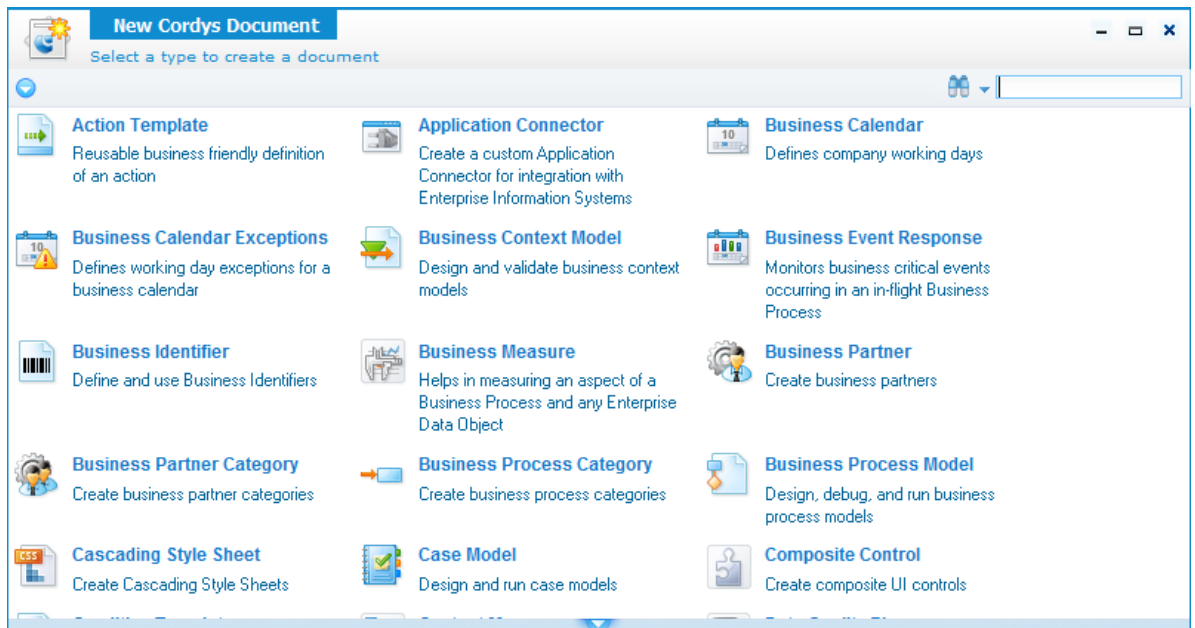 New Cordys Document
Select a type to create a document
Action Template
Reusable business friendly definition
of an action
Application Connector
Create a custom Application
Connector for integration with
Enterprise Information Systems
10
Business Calendar
Defines company working days
10
Business Calendar Exceptions
Defines working day exceptions for a
business calendar
Business Context Model
Design and validate business context
models
Business Event Response
Monitors business critical events
occurring in an in-flight Business
Process
Business Identifier
Define and use Business Identifiers
Business Measure
Helps in measuring an aspect of a
Business Process and any Enterprise
Data Object
Business Partner
Create business partners
Business Partner Category
Create business partner categories
Business Process Category
Create business process categories
Business Process Model
Design, debug, and run business
process models
CSS
Cascading Style Sheet
Create Cascading Style Sheets
Case Model
Design and run case models
Composite Control
Create composite UI controls